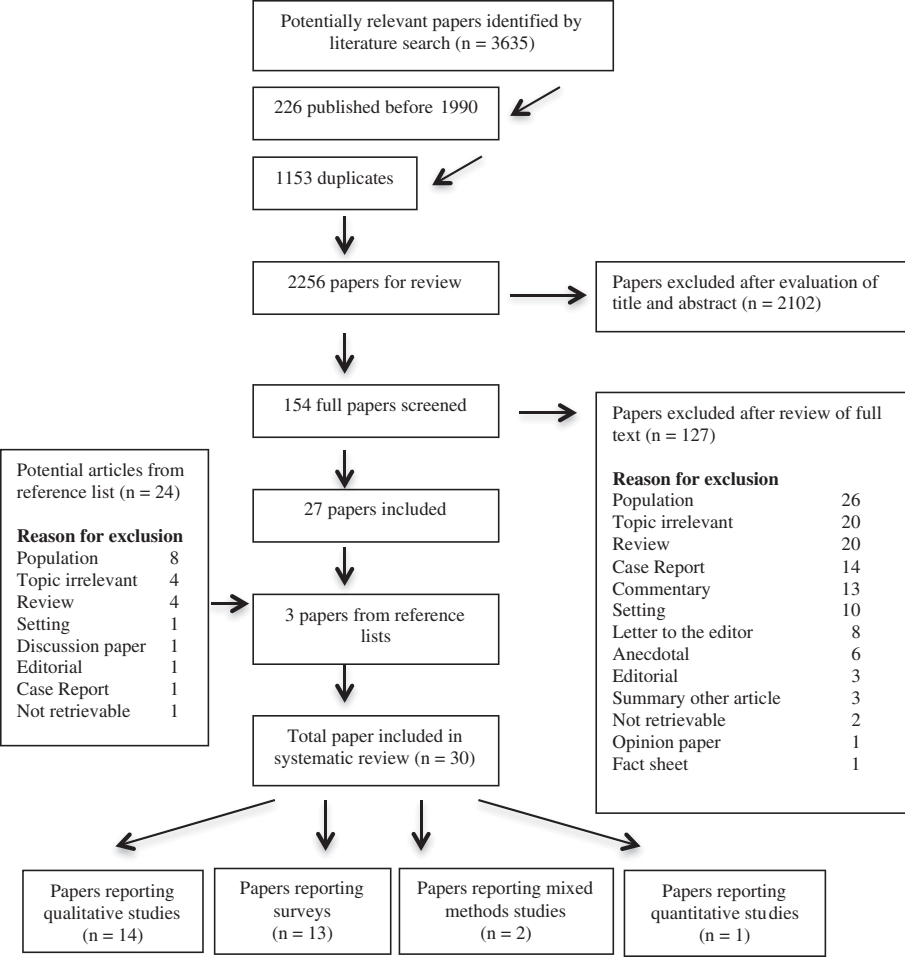 Potentially relevant papers identified by
literature search (n = 3635)
226 published before 1990
1153 duplicates
2256 papers for review
Papers excluded after evaluation of
title and abstract (n = 2102)
154 full papers screened
Papers excluded after review of full
text (n = 127)
Reason for exclusion
Population 26
Topic irrelevant 20
Review 20
Case Report 14
Commentary 13
Setting 10
Letter to the editor 8
Anecdotal 6
Editorial 3
Summary other article 3
Not retrievable 2
Opinion paper 1
Fact sheet 1
27 papers included
Potential articles from
reference list (n = 24)
Reason for exclusion
Population 8
Topic irrelevant 4
Review 4
Setting 1
Discussion paper 1
Editorial 1
Case Report 1
Not retrievable 1
3 papers from reference
lists
Total paper included in
systematic review (n = 30)
Papers reporting
qualitative studies
(n = 14)
Papers reporting
surveys
(n = 13)
Papers reporting mixed
methods studies
(n = 2)
Papers reporting
quantitative studies
(n = 1)